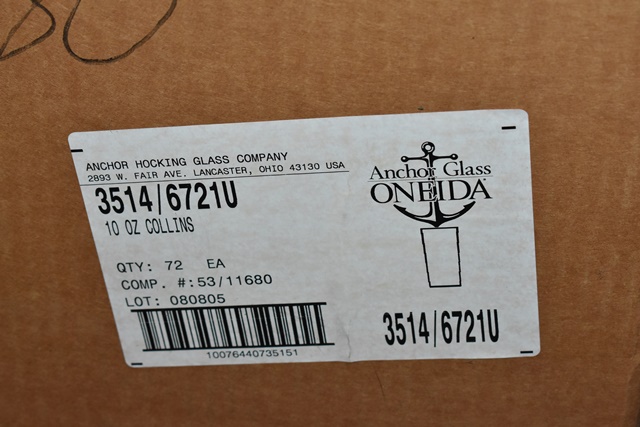 ANCHOR HOCKING GLASS COMPANY
2893 W. FAIR AVE. LANCASTER, OHIO 43130 USA
3514/6721U
10 OZ COLLINS
QTY: 72 EA
COMP. #:53/11680
LOT: 080805
10076440735151
Anchor Glass
ONEIDA
3514/6721U